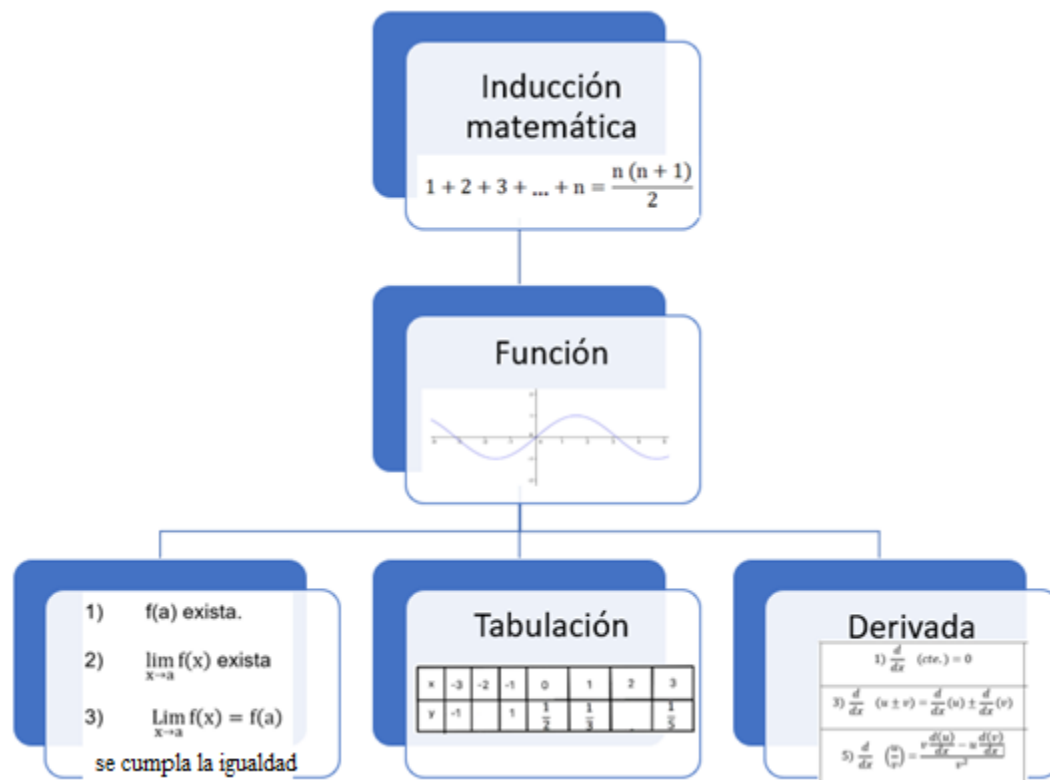 Inducción
matemática
1 + 2 + 3 + ... + n = n (n + 1) / 2
Función
1) f(a) exista.
2) lim x→a f(x) exista
3) Lim x→a f(x) = f(a)
se cumpla la igualdad
Tabulación
x -3 -2 -1 0 1 2 3
y -1 1 1/2 1/3 1/5
Derivada
1) d/dx (cte.) = 0
3) d/dx (u ± v) = d/dx (u) ± d/dx (v)
5) d/dx (u/v) = (v d(u)/dx − u d(v)/dx) / v²